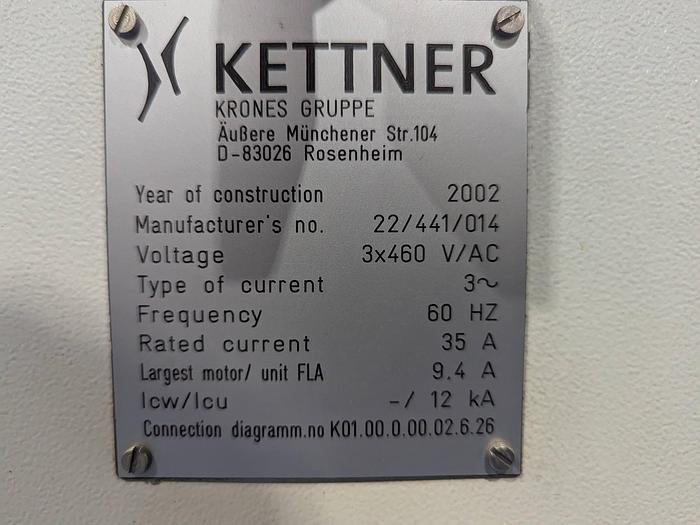 KETTNER
KRONES GRUPPE
Äußere Münchener Str.104
D-83026 Rosenheim
Year of construction 2002
Manufacturer's no. 22/441/014
Voltage 3x460 V/AC
Type of current 3~
Frequency 60 HZ
Rated current 35 A
Largest motor/ unit FLA 9.4 A
Icw/Icu -/ 12 kA
Connection diagramm.no K01.00.0.00.02.6.26